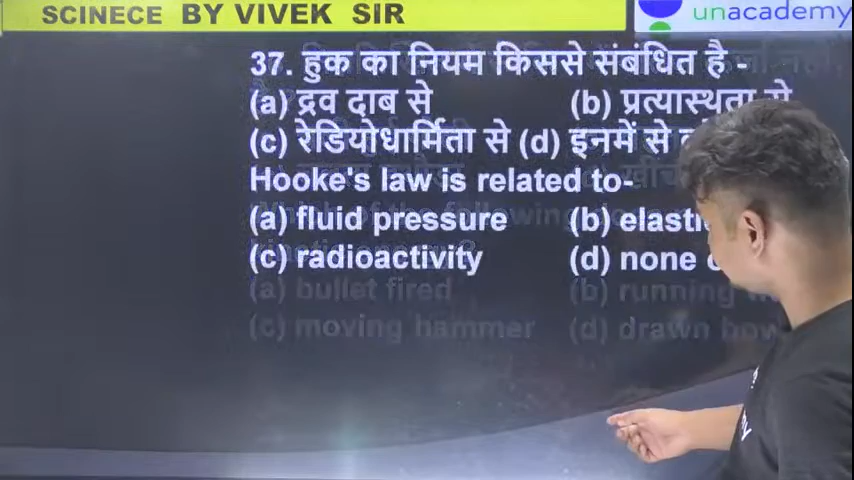 SCINECE BY VIVEK SIR
unacademy
37. हुक का नियम किससे संबंधित है -
(a) द्रव दाब से (b) प्रत्यास्थता से
(c) रेडियोधार्मिता से (d) इनमें से
Hooke's law is related to-
(a) fluid pressure (b)
(c) radioactivity (d) none
(a) bullet fired (b) running
(c) moving hammer (d) drawn bow